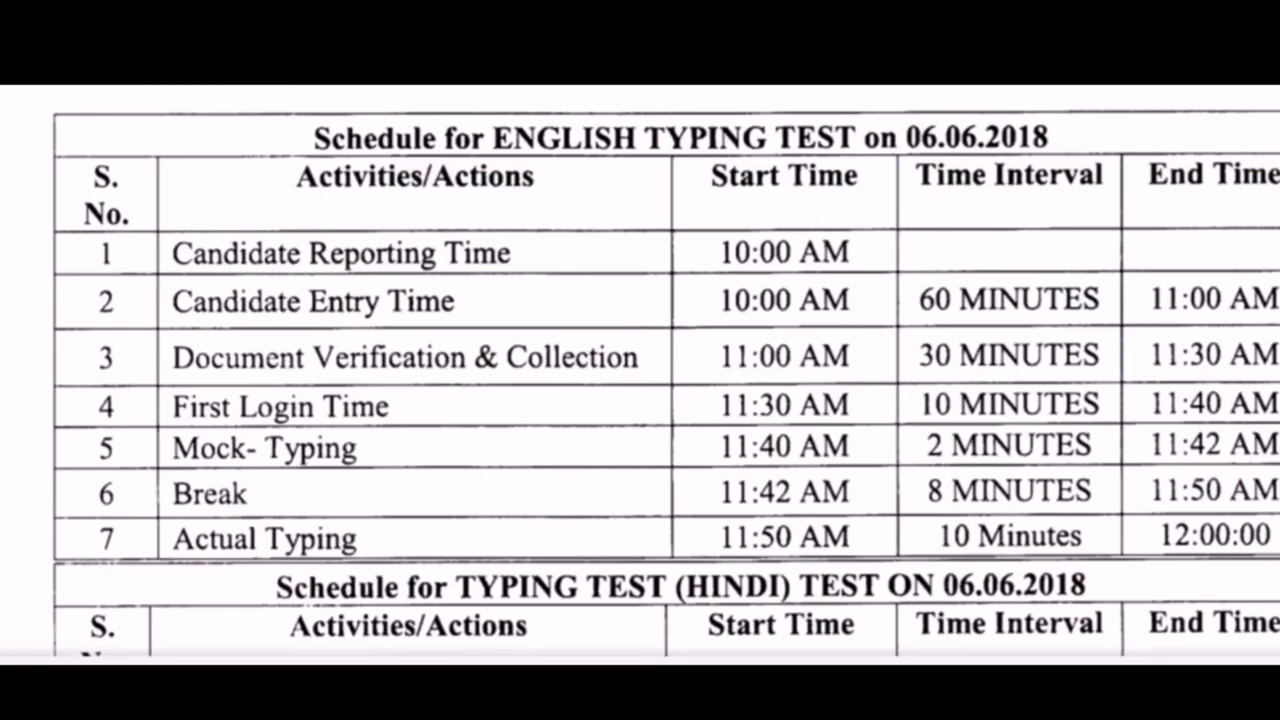 Schedule for ENGLISH TYPING TEST on 06.06.2018
S. No. Activities/Actions Start Time Time Interval End Time
1 Candidate Reporting Time 10:00 AM
2 Candidate Entry Time 10:00 AM 60 MINUTES 11:00 AM
3 Document Verification & Collection 11:00 AM 30 MINUTES 11:30 AM
4 First Login Time 11:30 AM 10 MINUTES 11:40 AM
5 Mock- Typing 11:40 AM 2 MINUTES 11:42 AM
6 Break 11:42 AM 8 MINUTES 11:50 AM
7 Actual Typing 11:50 AM 10 Minutes 12:00:00
Schedule for TYPING TEST (HINDI) TEST ON 06.06.2018
S. Activities/Actions Start Time Time Interval End Time